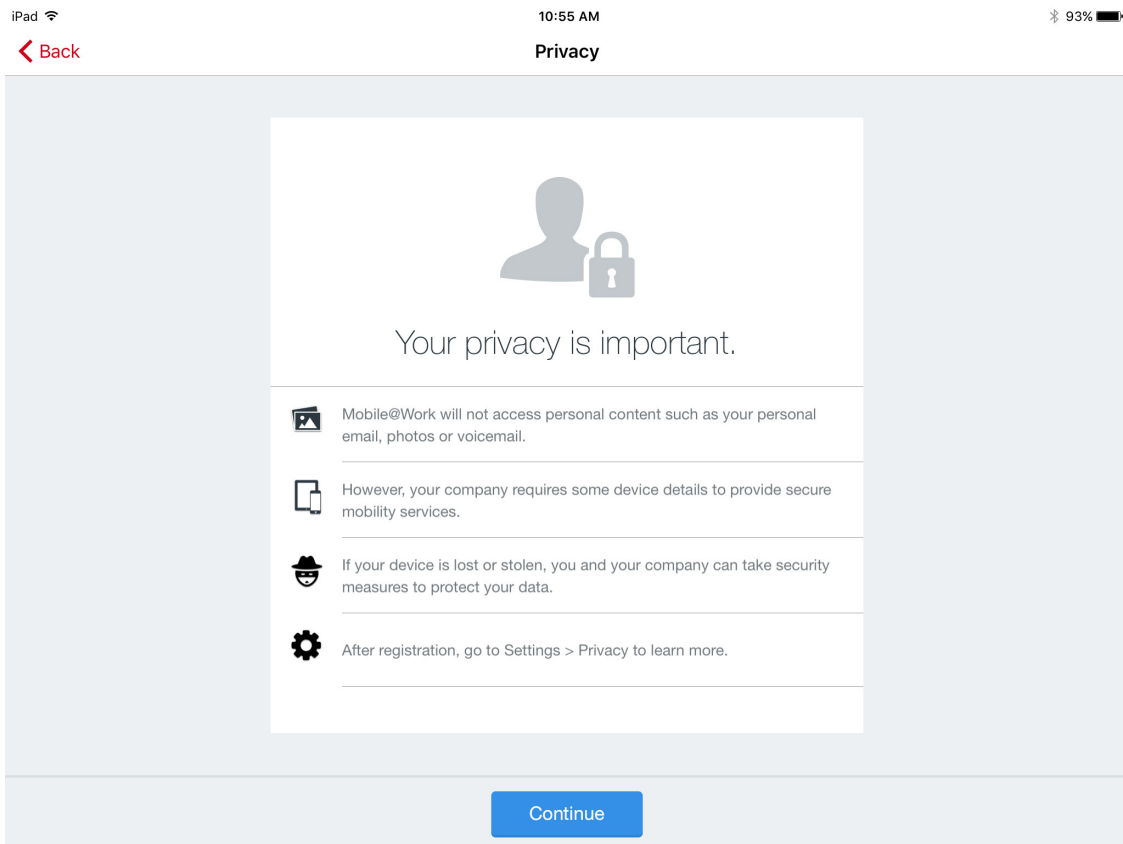 iPad 10:55 AM 93%
Back Privacy
Your privacy is important.
Mobile@Work will not access personal content such as your personal
email, photos or voicemail.
However, your company requires some device details to provide secure
mobility services.
If your device is lost or stolen, you and your company can take security
measures to protect your data.
After registration, go to Settings > Privacy to learn more.
Continue